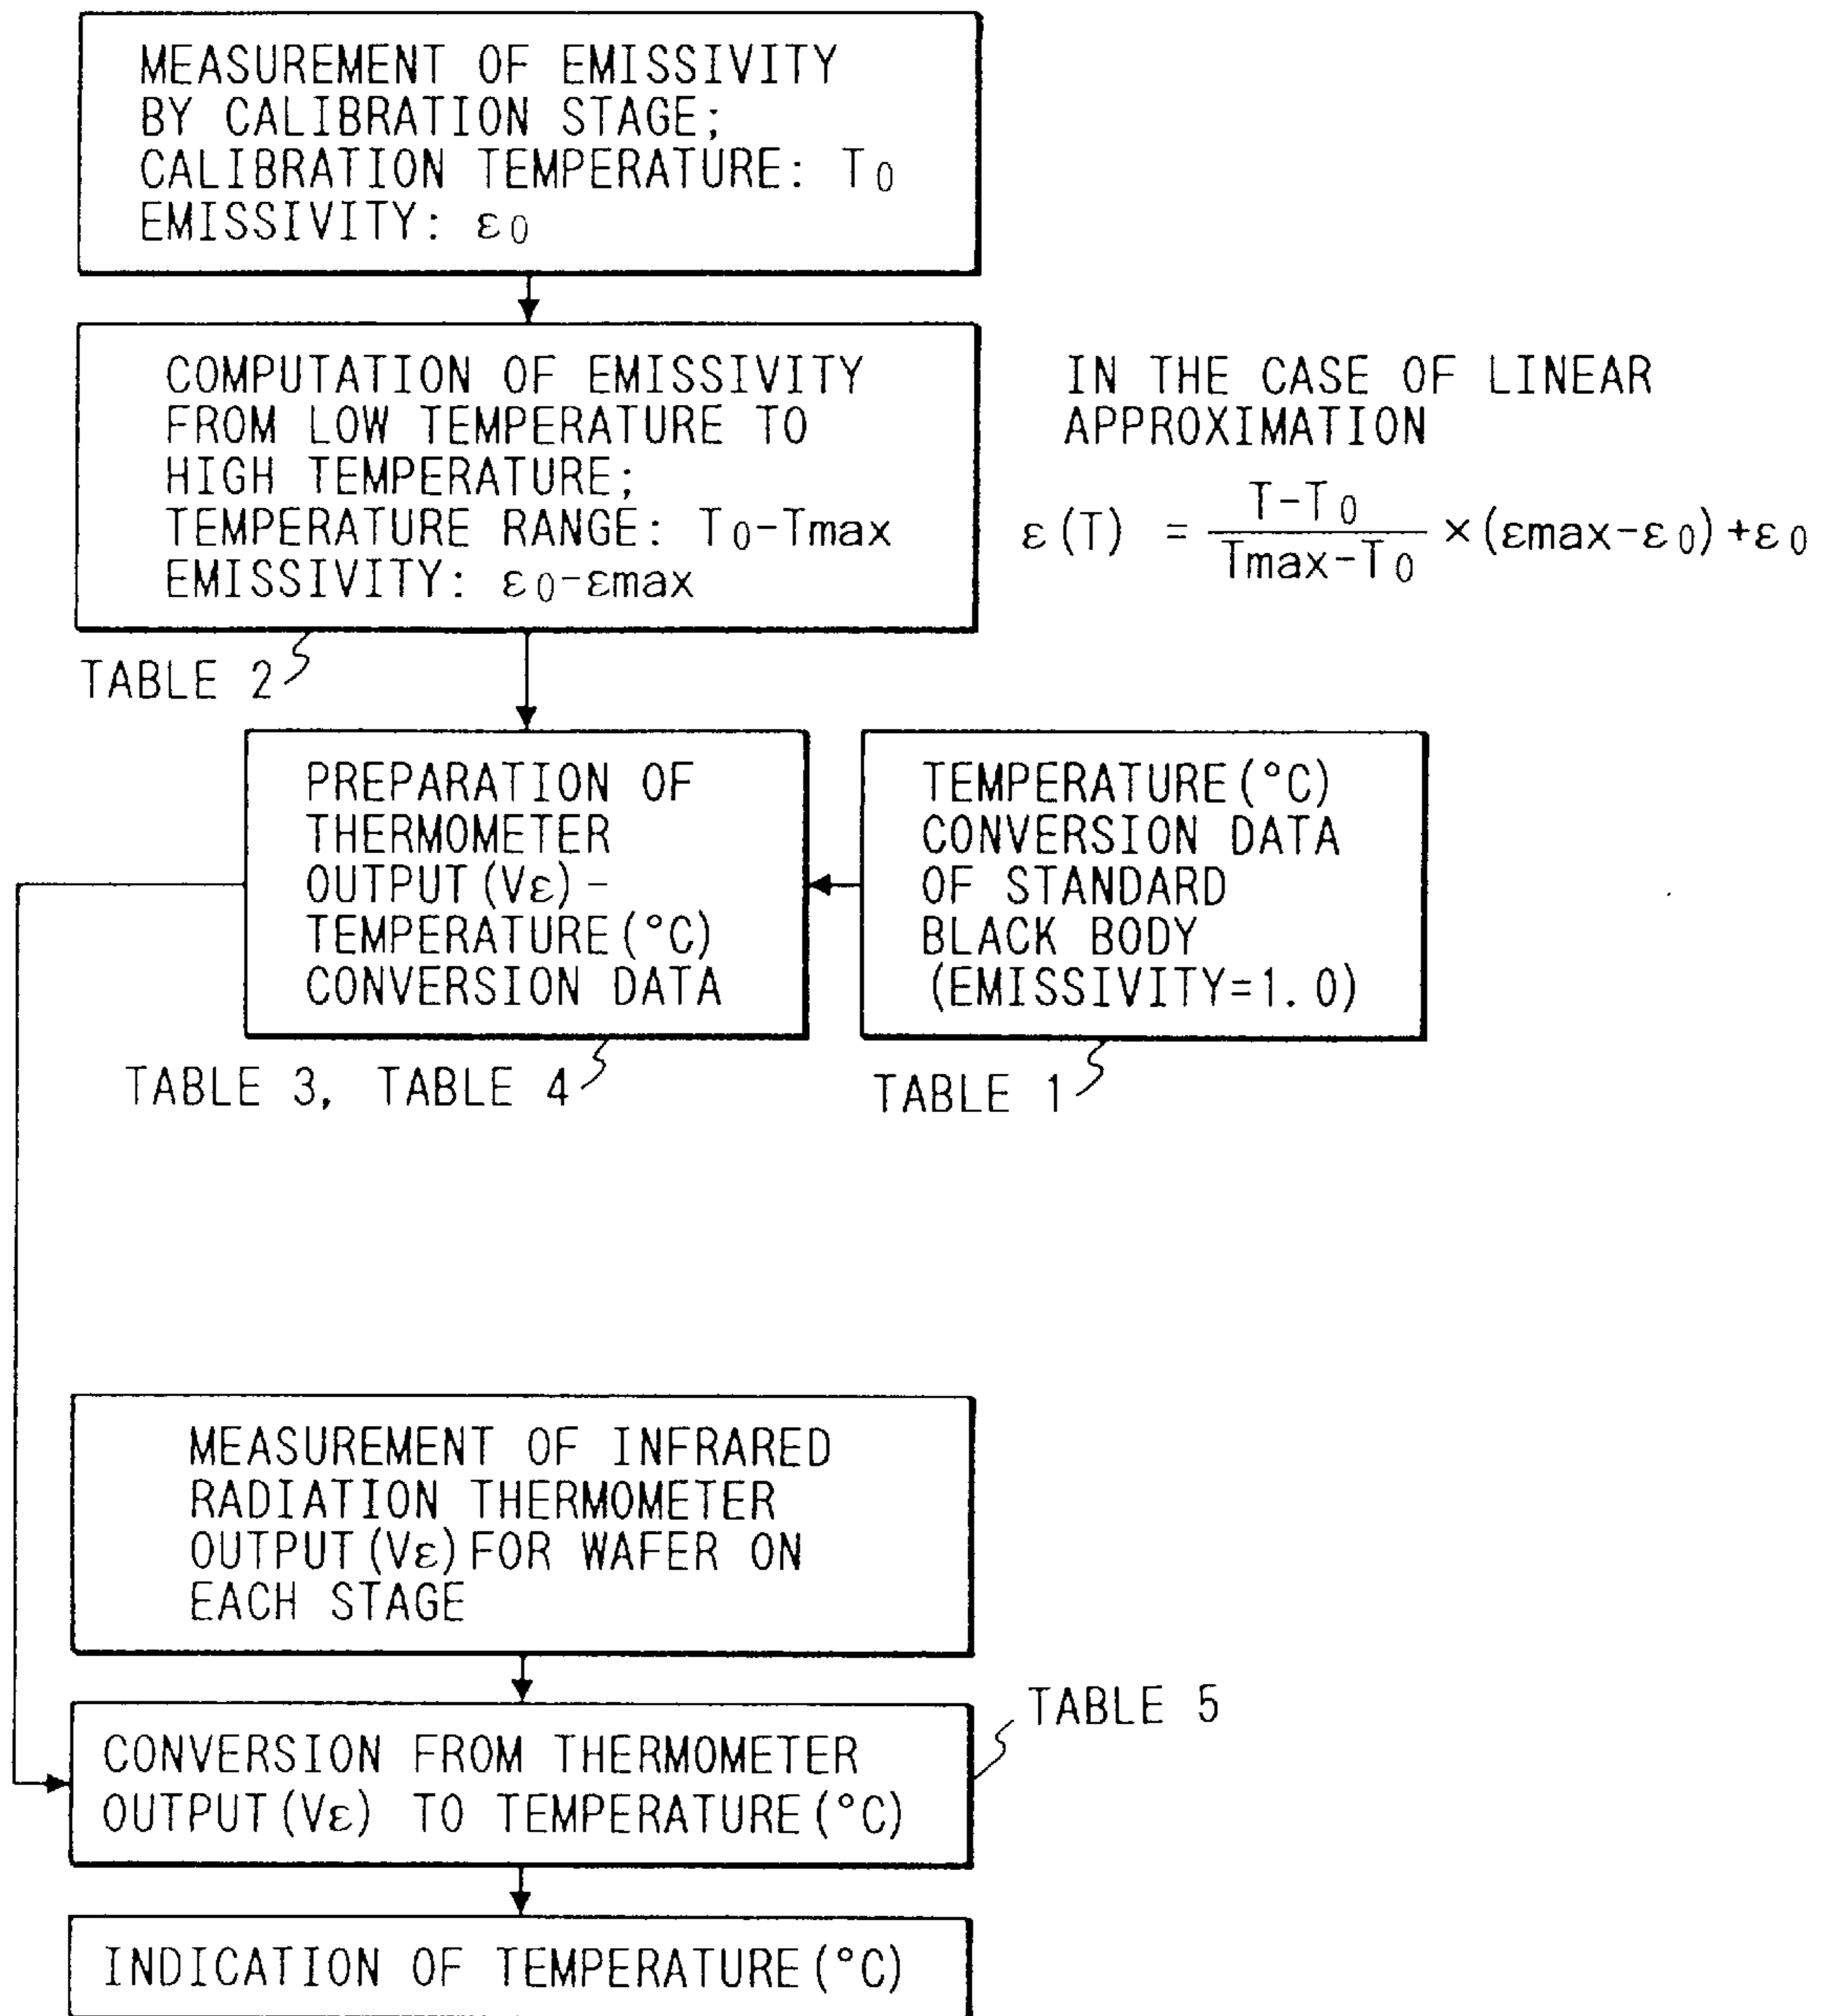 MEASUREMENT OF EMISSIVITY
BY CALIBRATION STAGE;
CALIBRATION TEMPERATURE: T0
EMISSIVITY: ε0
COMPUTATION OF EMISSIVITY
FROM LOW TEMPERATURE TO
HIGH TEMPERATURE;
TEMPERATURE RANGE: T0-Tmax
EMISSIVITY: ε0-εmax
IN THE CASE OF LINEAR
APPROXIMATION
ε(T) = T-T0 / Tmax-T0 ×(εmax-ε0)+ε0
TABLE 2
PREPARATION OF
THERMOMETER
OUTPUT(Vε)-
TEMPERATURE(°C)
CONVERSION DATA
TEMPERATURE(°C)
CONVERSION DATA
OF STANDARD
BLACK BODY
(EMISSIVITY=1.0)
TABLE 3, TABLE 4
TABLE 1
MEASUREMENT OF INFRARED
RADIATION THERMOMETER
OUTPUT(Vε)FOR WAFER ON
EACH STAGE
TABLE 5
CONVERSION FROM THERMOMETER
OUTPUT(Vε) TO TEMPERATURE(°C)
INDICATION OF TEMPERATURE(°C)